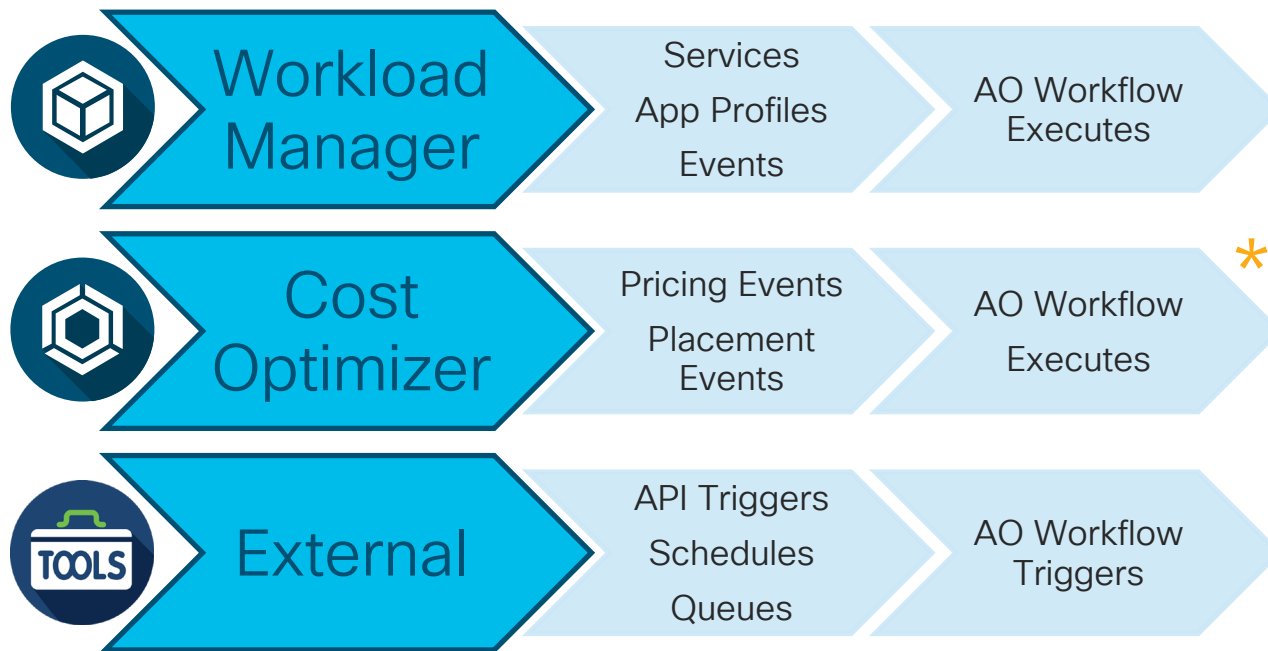 Workload
Manager
Services
App Profiles
Events
AO Workflow
Executes
Cost
Optimizer
Pricing Events
Placement
Events
AO Workflow
Executes
*
TOOLS
External
API Triggers
Schedules
Queues
AO Workflow
Triggers